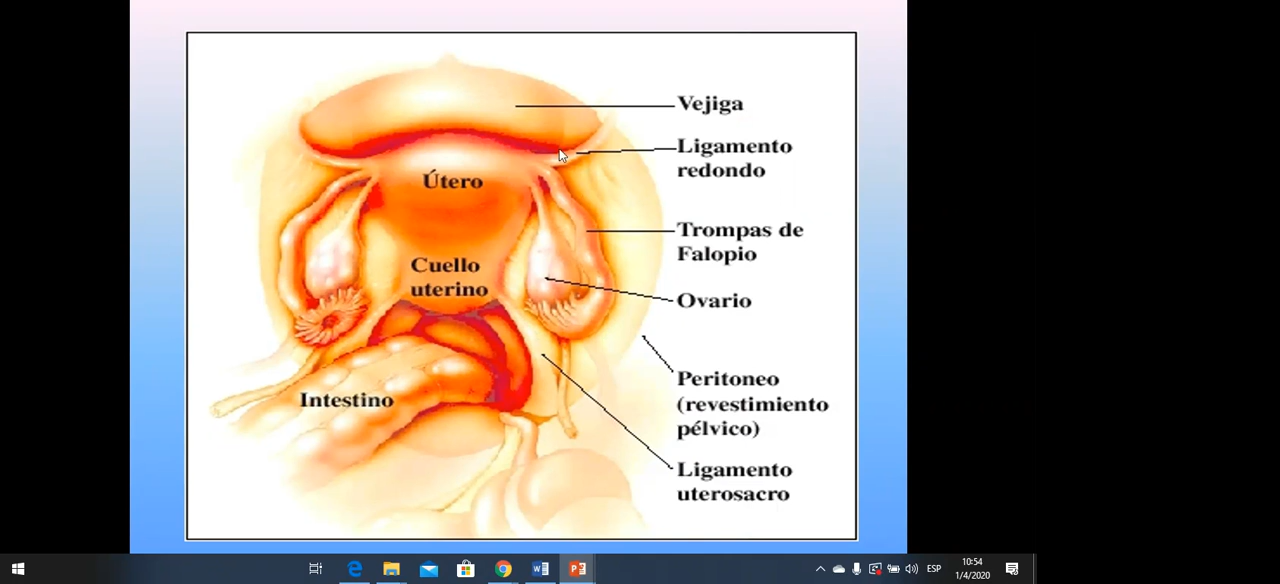 Vejiga
Ligamento
redondo
Útero
Trompas de
Falopio
Cuello
uterino
Ovario
Peritoneo
(revestimiento
pélvico)
Intestino
Ligamento
uterosacro
ESP
10:54
1/4/2020